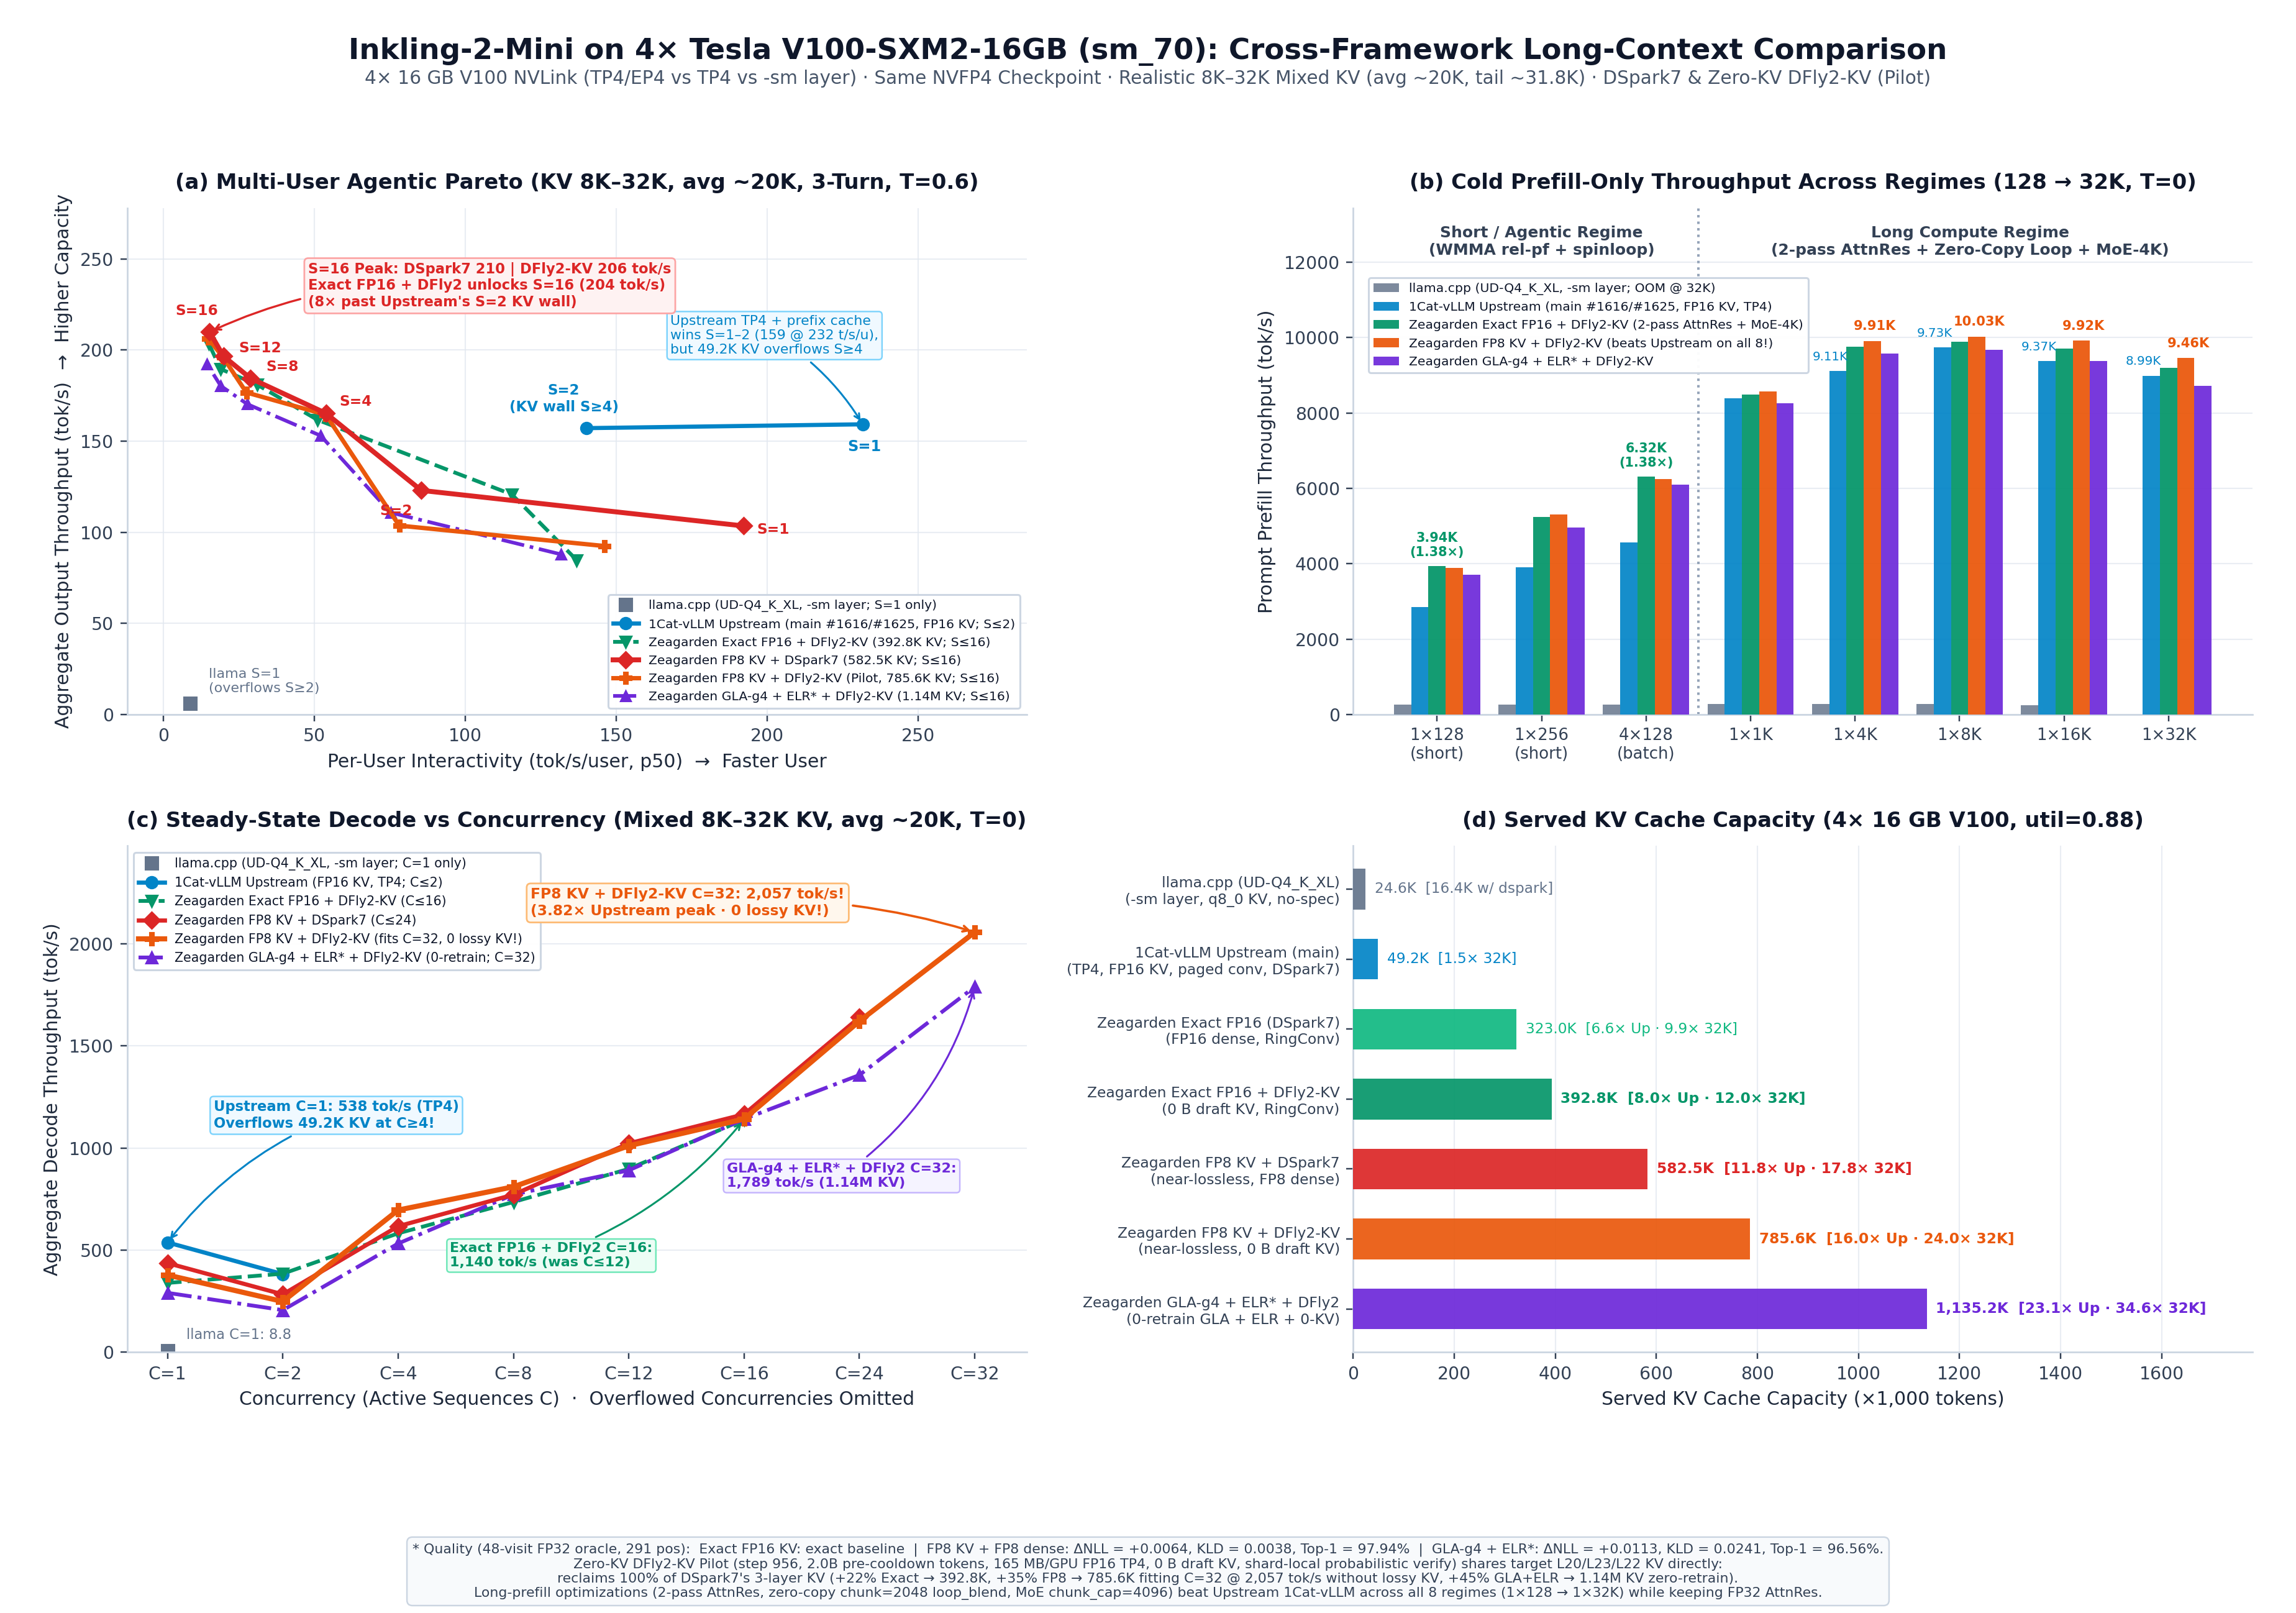 Inkling-2-Mini on 4× Tesla V100-SXM2-16GB (sm_70): Cross-Framework Long-Context Comparison
4× 16 GB V100 NVLink (TP4/EP4 vs TP4 vs -sm layer) · Same NVFP4 Checkpoint · Realistic 8K–32K Mixed KV (avg ~20K, tail ~31.8K) · DSpark7 & Zero-KV DFly2-KV (Pilot)
(a) Multi-User Agentic Pareto (KV 8K–32K, avg ~20K, 3-Turn, T=0.6)
Aggregate Output Throughput (tok/s) → Higher Capacity
250
200
150
100
50
0
S=16 Peak: DSpark7 210 | DFly2-KV 206 tok/s
Exact FP16 + DFly2 unlocks S=16 (204 tok/s)
(8× past Upstream's S=2 KV wall)
Upstream TP4 + prefix cache
wins S=1–2 (159 @ 232 t/s/u),
but 49.2K KV overflows S≥4
S=16
S=12
S=8
S=4
S=2
(KV wall S≥4)
S=1
S=2
S=1
llama S=1
(overflows S≥2)
llama.cpp (UD-Q4_K_XL, -sm layer; S=1 only)
1Cat-vLLM Upstream (main #1616/#1625, FP16 KV; S≤2)
Zeagarden Exact FP16 + DFly2-KV (392.8K KV; S≤16)
Zeagarden FP8 KV + DSpark7 (582.5K KV; S≤16)
Zeagarden FP8 KV + DFly2-KV (Pilot, 785.6K KV; S≤16)
Zeagarden GLA-g4 + ELR* + DFly2-KV (1.14M KV; S≤16)
0 50 100 150 200 250
Per-User Interactivity (tok/s/user, p50) → Faster User
(b) Cold Prefill-Only Throughput Across Regimes (128 → 32K, T=0)
Prompt Prefill Throughput (tok/s)
12000
10000
8000
6000
4000
2000
0
Short / Agentic Regime
(WMMA rel-pf + spinloop)
Long Compute Regime
(2-pass AttnRes + Zero-Copy Loop + MoE-4K)
llama.cpp (UD-Q4_K_XL, -sm layer; OOM @ 32K)
1Cat-vLLM Upstream (main #1616/#1625, FP16 KV, TP4)
Zeagarden Exact FP16 + DFly2-KV (2-pass AttnRes + MoE-4K)
Zeagarden FP8 KV + DFly2-KV (beats Upstream on all 8!)
Zeagarden GLA-g4 + ELR* + DFly2-KV
3.94K
(1.38×)
6.32K
(1.38×)
9.11K
9.91K
9.73K
10.03K
9.37K
9.92K
8.99K
9.46K
1×128
(short)
1×256
(short)
4×128
(batch)
1×1K
1×4K
1×8K
1×16K
1×32K
(c) Steady-State Decode vs Concurrency (Mixed 8K–32K KV, avg ~20K, T=0)
Aggregate Decode Throughput (tok/s)
2000
1500
1000
500
0
llama.cpp (UD-Q4_K_XL, -sm layer; C=1 only)
1Cat-vLLM Upstream (FP16 KV, TP4; C≤2)
Zeagarden Exact FP16 + DFly2-KV (C≤16)
Zeagarden FP8 KV + DSpark7 (C≤24)
Zeagarden FP8 KV + DFly2-KV (fits C=32, 0 lossy KV!)
Zeagarden GLA-g4 + ELR* + DFly2-KV (0-retrain; C=32)
FP8 KV + DFly2-KV C=32: 2,057 tok/s!
(3.82× Upstream peak · 0 lossy KV!)
Upstream C=1: 538 tok/s (TP4)
Overflows 49.2K KV at C≥4!
GLA-g4 + ELR* + DFly2 C=32:
1,789 tok/s (1.14M KV)
Exact FP16 + DFly2 C=16:
1,140 tok/s (was C≤12)
llama C=1: 8.8
C=1 C=2 C=4 C=8 C=12 C=16 C=24 C=32
Concurrency (Active Sequences C) · Overflowed Concurrencies Omitted
(d) Served KV Cache Capacity (4× 16 GB V100, util=0.88)
llama.cpp (UD-Q4_K_XL)
(-sm layer, q8_0 KV, no-spec)
24.6K [16.4K w/ dspark]
1Cat-vLLM Upstream (main)
(TP4, FP16 KV, paged conv, DSpark7)
49.2K [1.5× 32K]
Zeagarden Exact FP16 (DSpark7)
(FP16 dense, RingConv)
323.0K [6.6× Up · 9.9× 32K]
Zeagarden Exact FP16 + DFly2-KV
(0 B draft KV, RingConv)
392.8K [8.0× Up · 12.0× 32K]
Zeagarden FP8 KV + DSpark7
(near-lossless, FP8 dense)
582.5K [11.8× Up · 17.8× 32K]
Zeagarden FP8 KV + DFly2-KV
(near-lossless, 0 B draft KV)
785.6K [16.0× Up · 24.0× 32K]
Zeagarden GLA-g4 + ELR* + DFly2
(0-retrain GLA + ELR + 0-KV)
1,135.2K [23.1× Up · 34.6× 32K]
0 200 400 600 800 1000 1200 1400 1600
Served KV Cache Capacity (×1,000 tokens)
* Quality (48-visit FP32 oracle, 291 pos): Exact FP16 KV: exact baseline | FP8 KV + FP8 dense: ΔNLL = +0.0064, KLD = 0.0038, Top-1 = 97.94% | GLA-g4 + ELR*: ΔNLL = +0.0113, KLD = 0.0241, Top-1 = 96.56%.
Zero-KV DFly2-KV Pilot (step 956, 2.0B pre-cooldown tokens, 165 MB/GPU FP16 TP4, 0 B draft KV, shard-local probabilistic verify) shares target L20/L23/L22 KV directly:
reclaims 100% of DSpark7's 3-layer KV (+22% Exact → 392.8K, +35% FP8 → 785.6K fitting C=32 @ 2,057 tok/s without lossy KV, +45% GLA+ELR → 1.14M KV zero-retrain).
Long-prefill optimizations (2-pass AttnRes, zero-copy chunk=2048 loop_blend, MoE chunk_cap=4096) beat Upstream 1Cat-vLLM across all 8 regimes (1×128 → 1×32K) while keeping FP32 AttnRes.